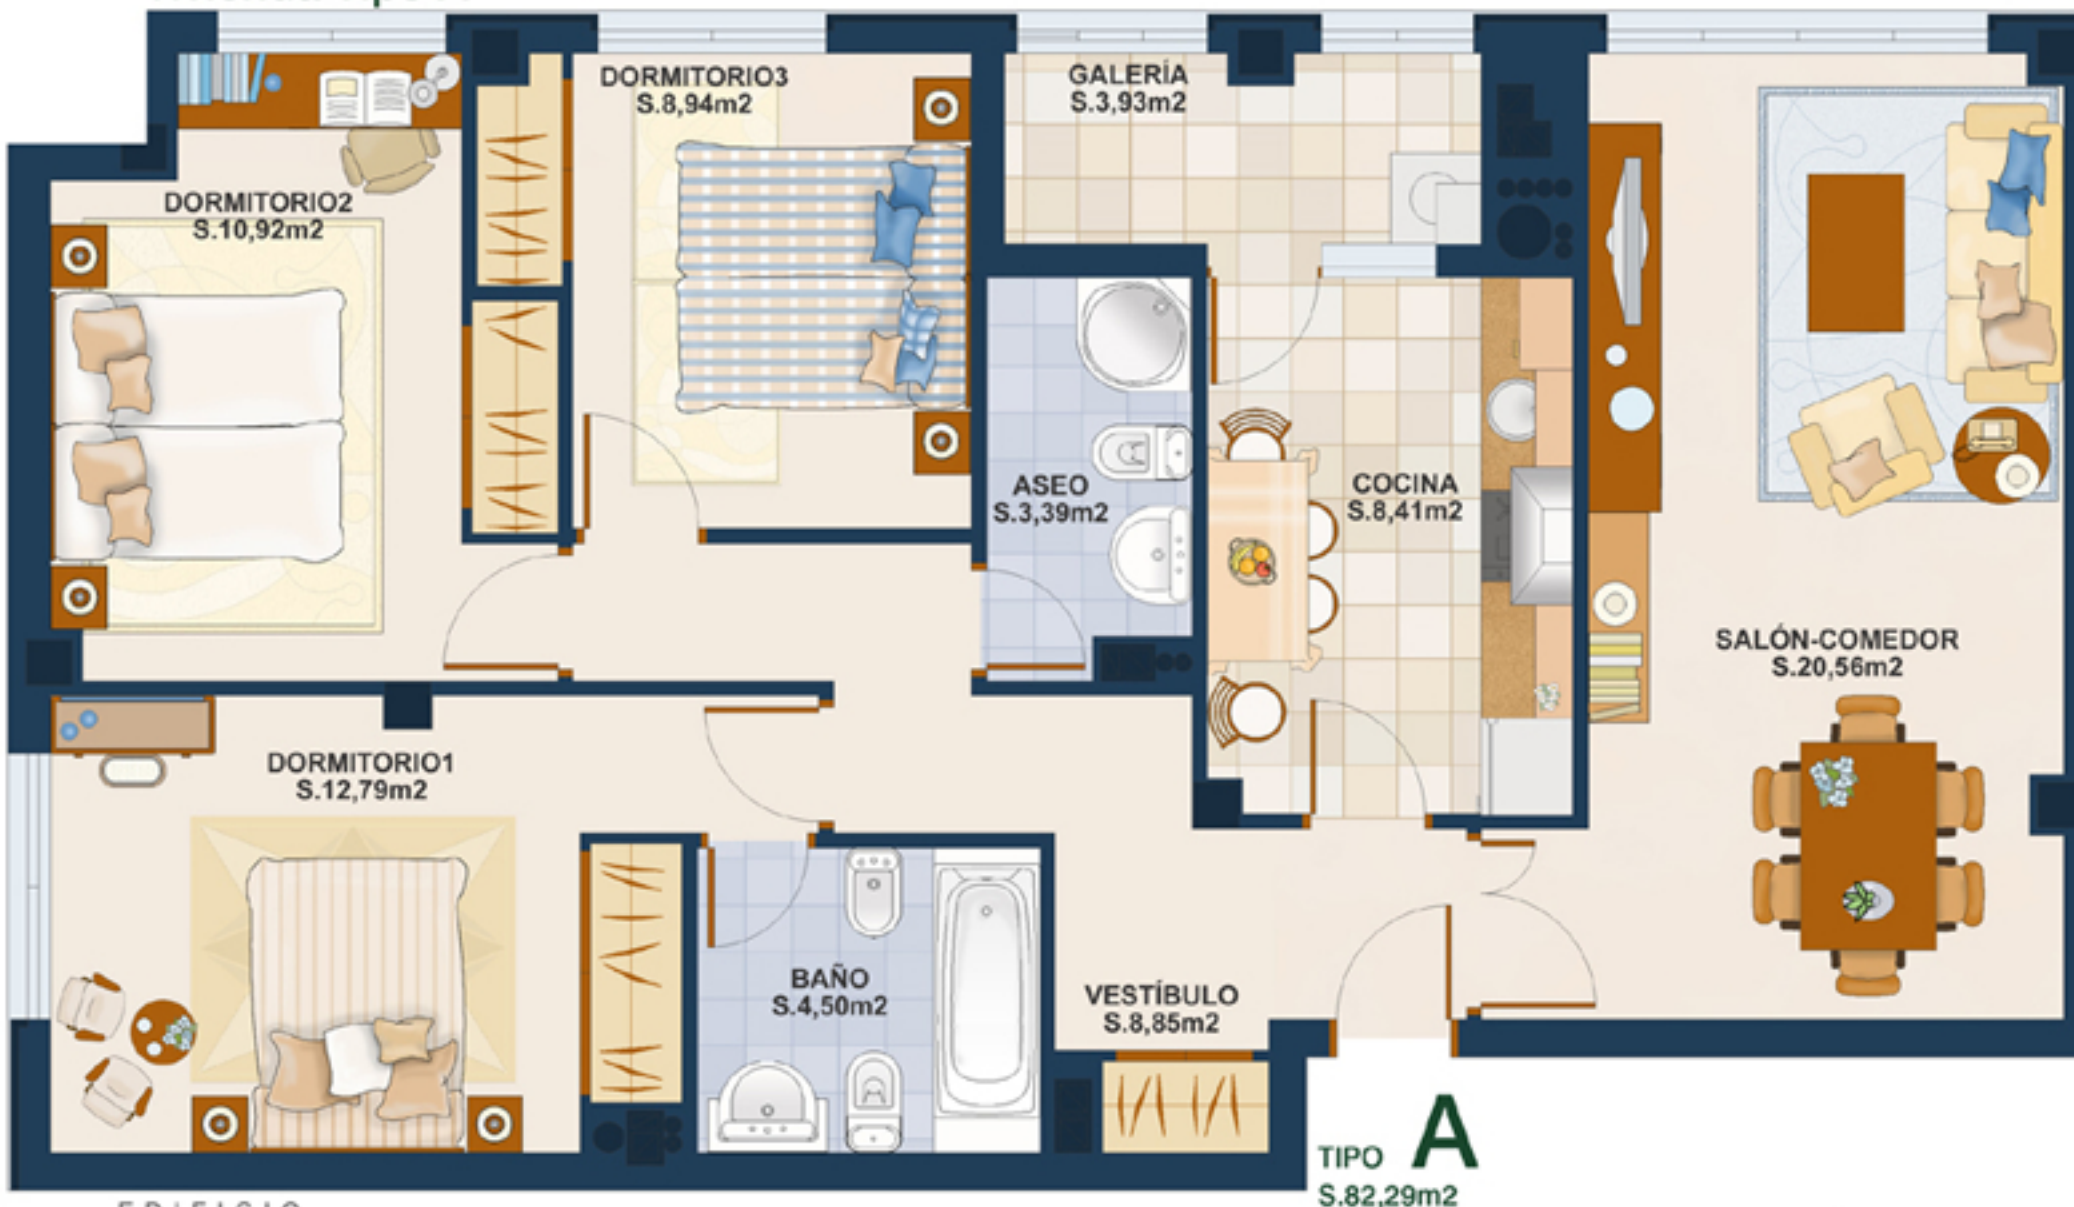 DORMITORIO3
S.8,94m2
GALERÍA
S.3,93m2
DORMITORIO2
S.10,92m2
ASEO
S.3,39m2
COCINA
S.8,41m2
SALÓN-COMEDOR
S.20,56m2
DORMITORIO1
S.12,79m2
BAÑO
S.4,50m2
VESTÍBULO
S.8,85m2
TIPO A
S.82,29m2